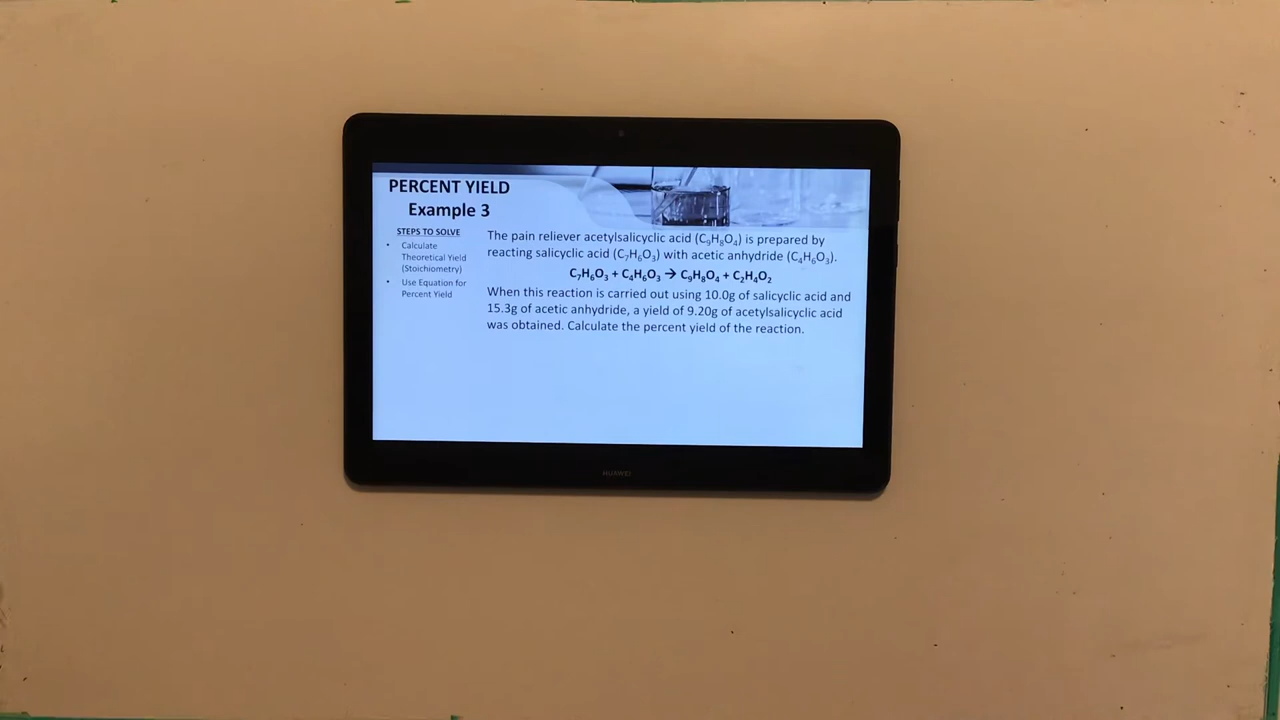 PERCENT YIELD
Example 3
STEPS TO SOLVE
• Calculate
Theoretical Yield
(Stoichiometry)
• Use Equation for
Percent Yield
The pain reliever acetylsalicyclic acid (C₉H₈O₄) is prepared by
reacting salicyclic acid (C₇H₆O₃) with acetic anhydride (C₄H₆O₃).
C₇H₆O₃ + C₄H₆O₃ → C₉H₈O₄ + C₂H₄O₂
When this reaction is carried out using 10.0g of salicyclic acid and
15.3g of acetic anhydride, a yield of 9.20g of acetylsalicyclic acid
was obtained. Calculate the percent yield of the reaction.
HUAWEI